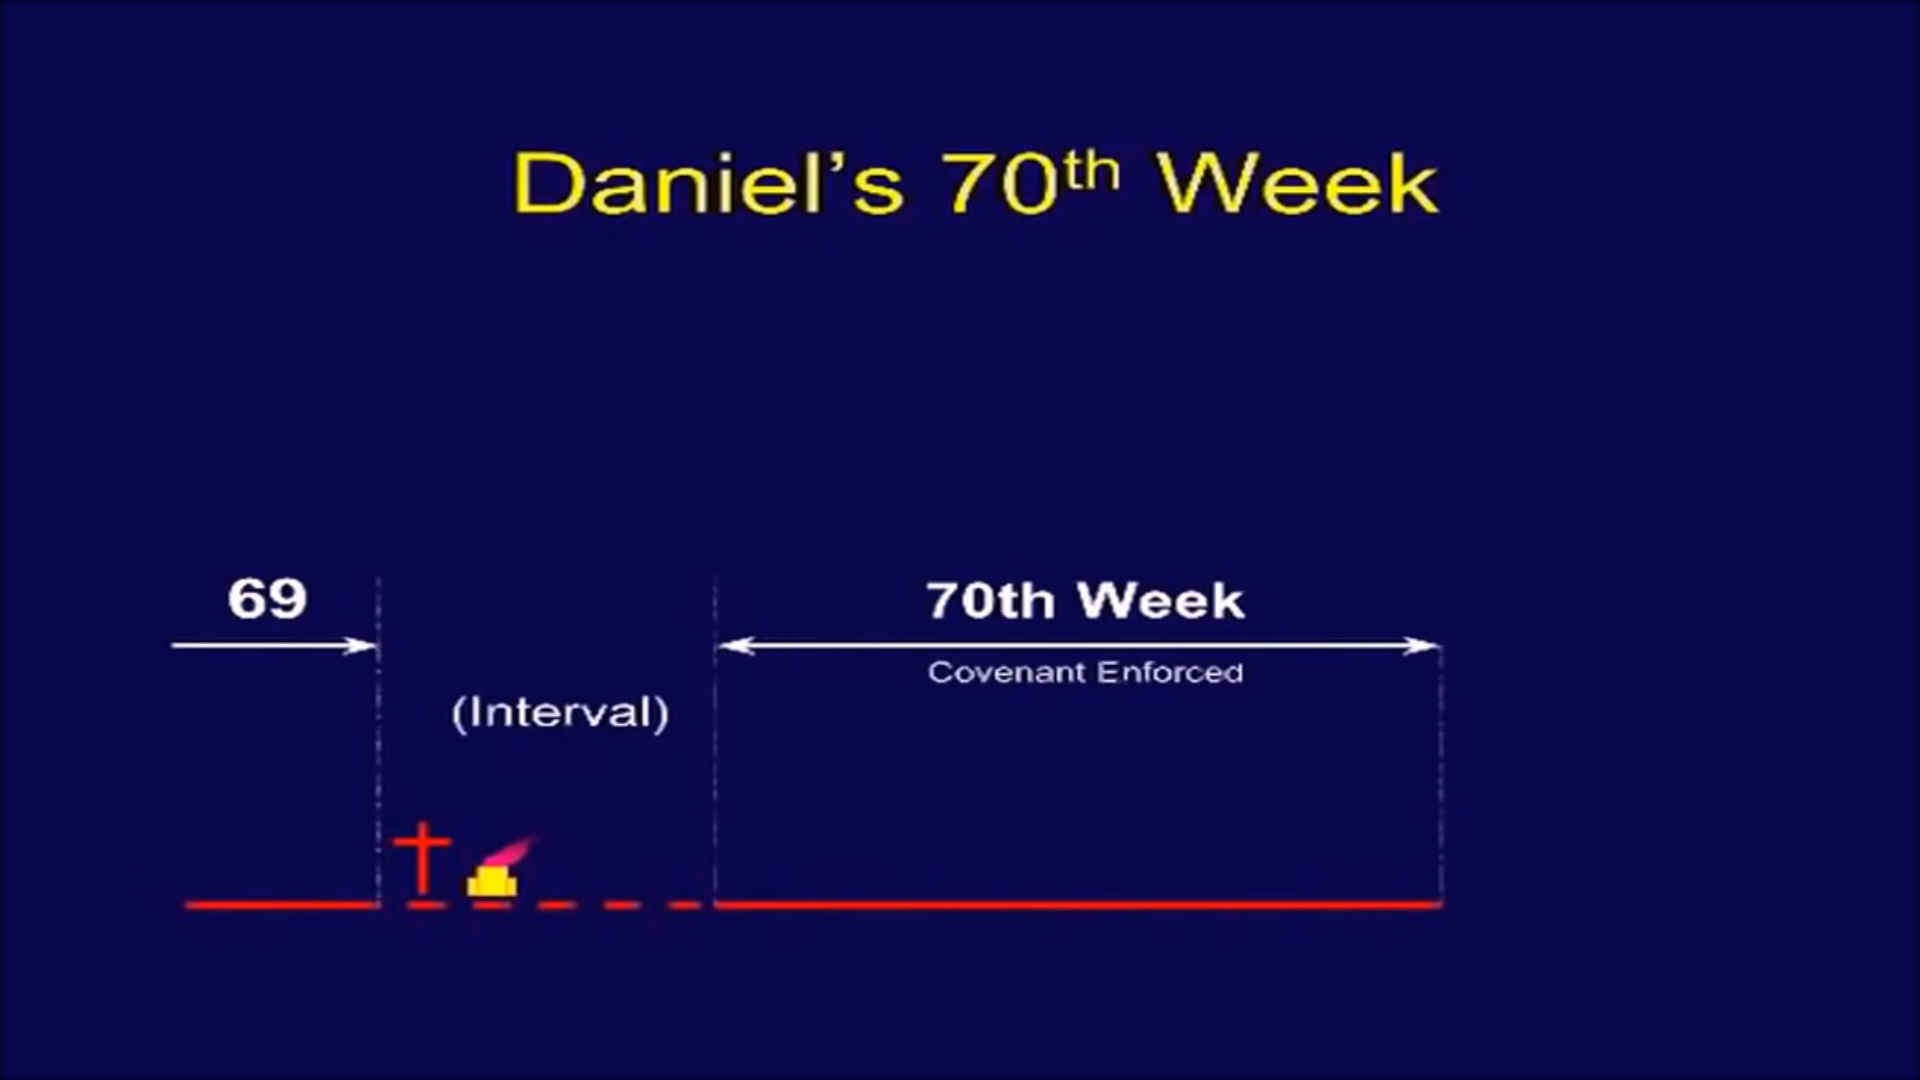 Daniel’s 70th Week
69
70th Week
Covenant Enforced
(Interval)